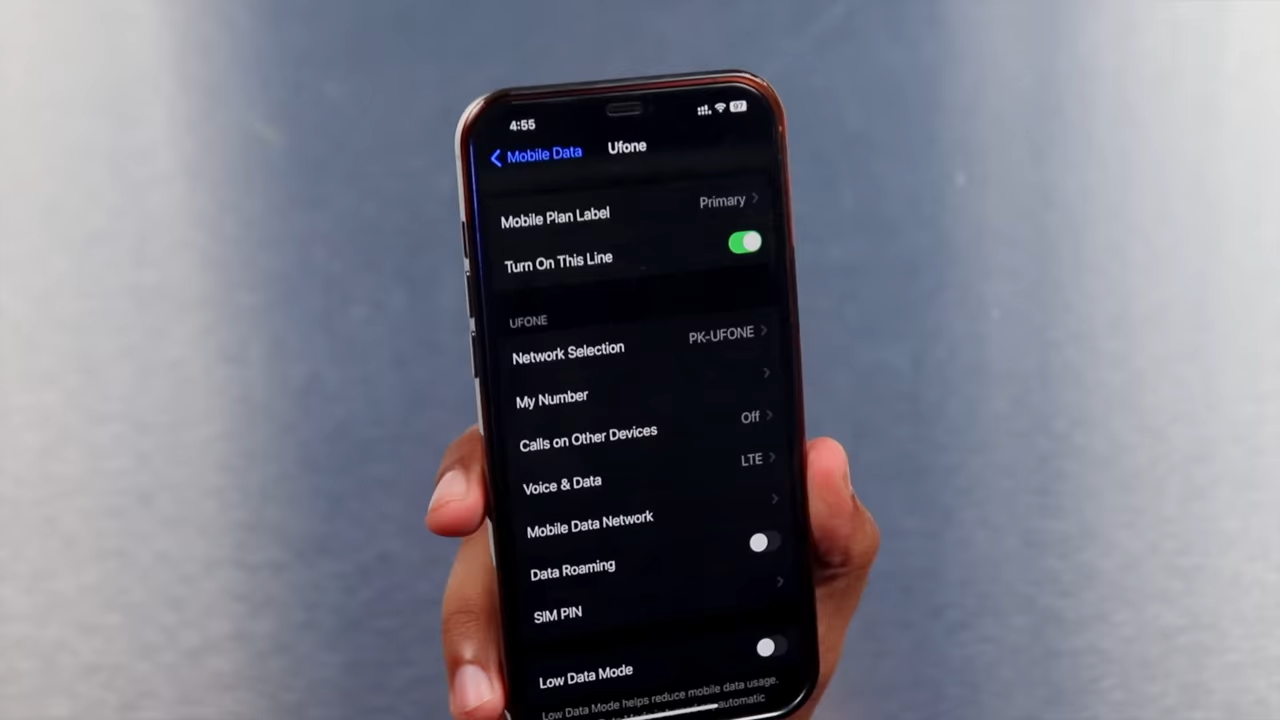 4:55
97
Mobile Data
Ufone
Mobile Plan Label
Primary
Turn On This Line
UFONE
Network Selection
PK-UFONE
My Number
Calls on Other Devices
Off
Voice & Data
LTE
Mobile Data Network
Data Roaming
SIM PIN
Low Data Mode
Low Data Mode helps reduce mobile data usage.
automatic